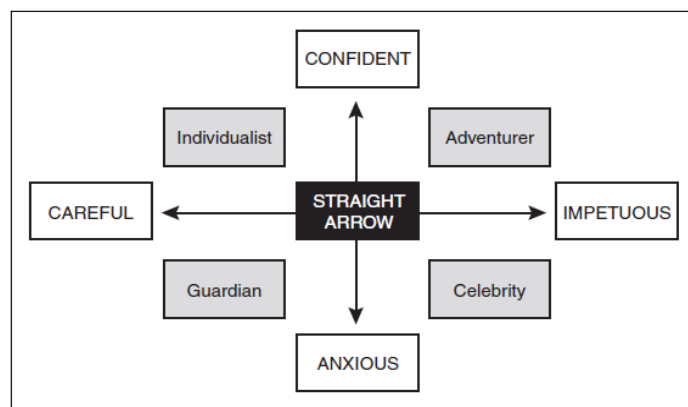 CONFIDENT
Individualist
Adventurer
CAREFUL
STRAIGHT
ARROW
IMPETUOUS
Guardian
Celebrity
ANXIOUS